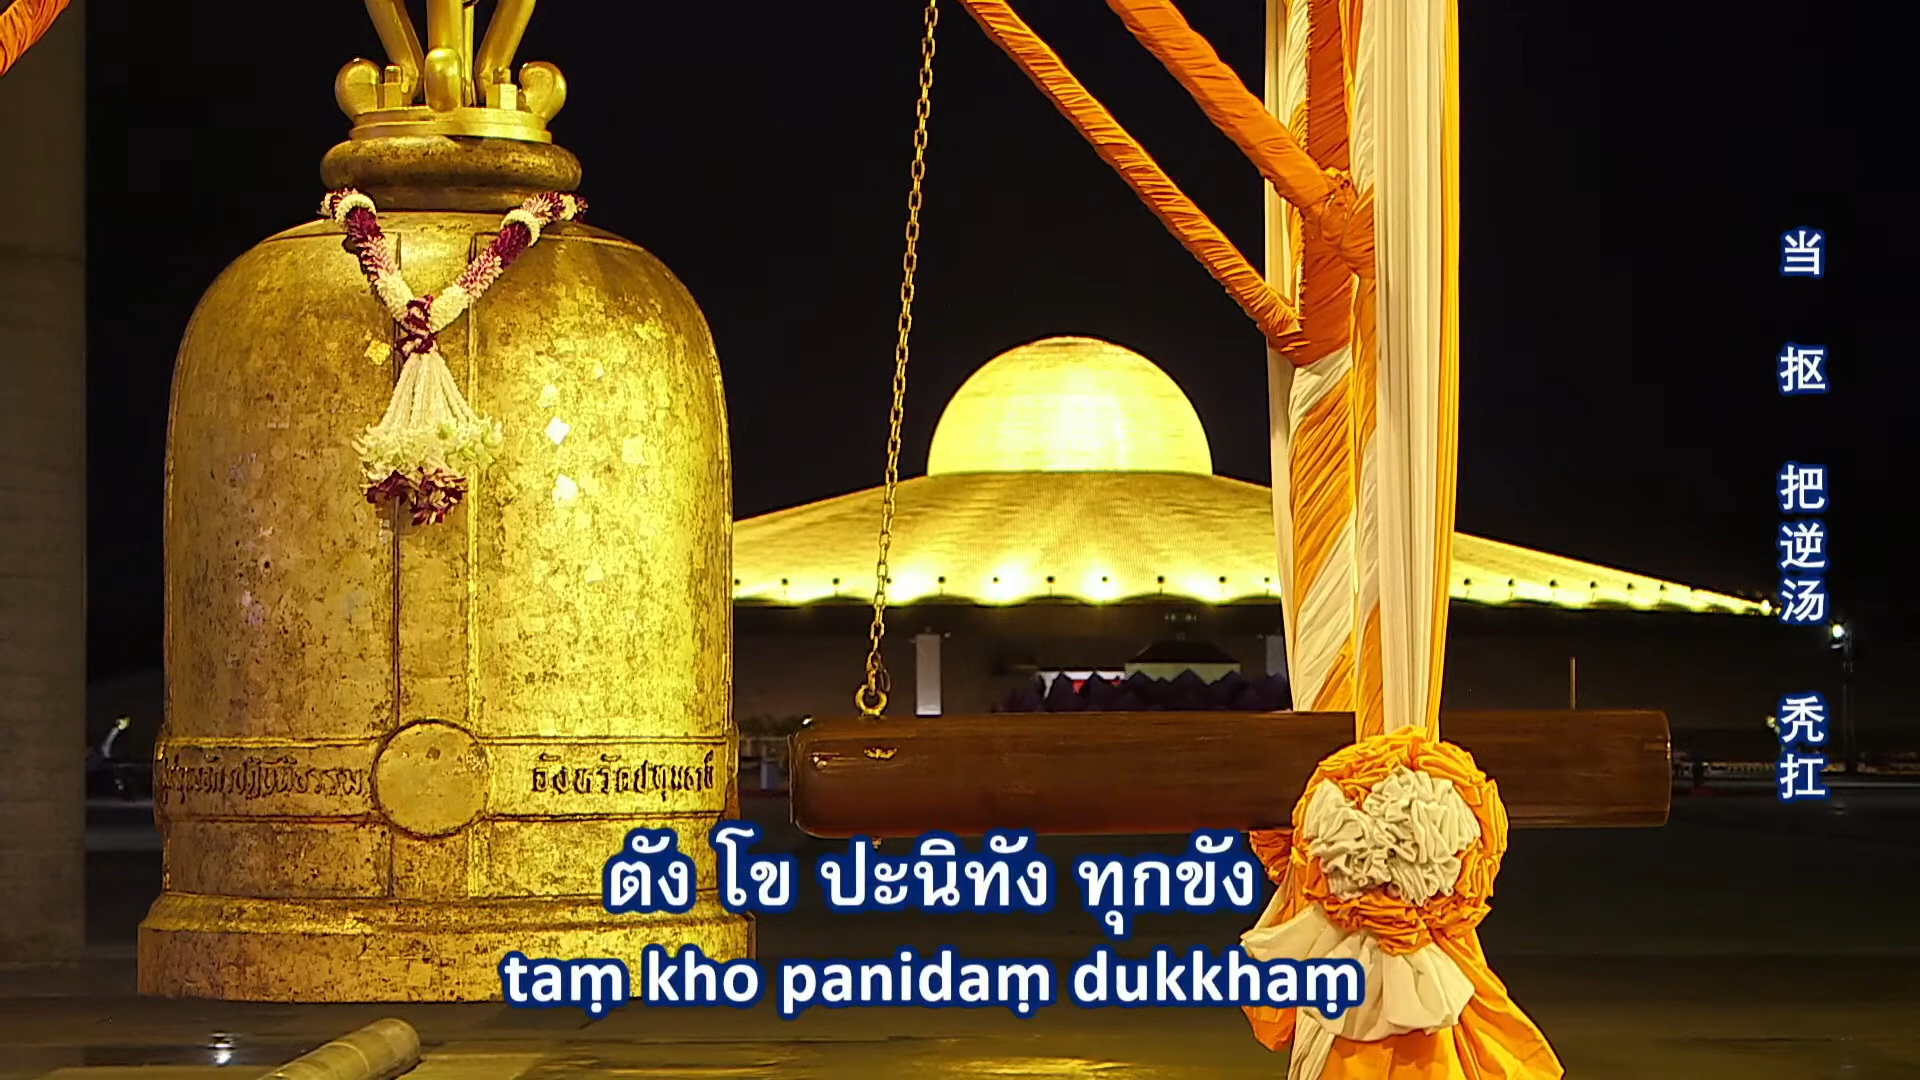 ตัง โข ปะนิทัง ทุกขัง
taṃ kho panidaṃ dukkhaṃ
当 抠 把逆汤 秃扛